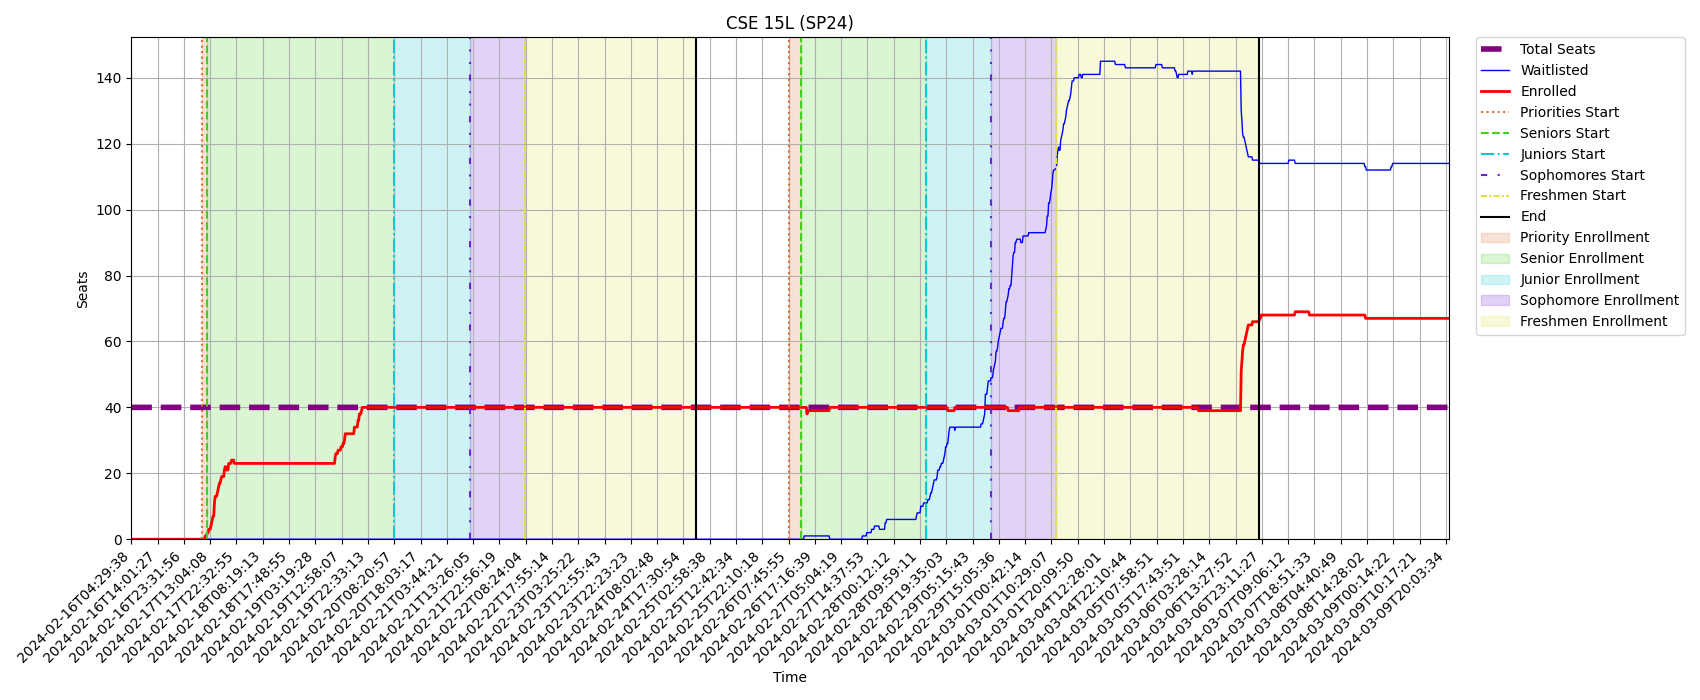 CSE 15L (SP24)
Seats
140
120
100
80
60
40
20
0
2024-02-16T04:29:38
2024-02-16T14:01:27
2024-02-16T23:31:56
2024-02-17T13:04:08
2024-02-17T22:32:55
2024-02-18T08:19:13
2024-02-18T17:48:55
2024-02-19T03:19:28
2024-02-19T12:58:07
2024-02-19T22:33:13
2024-02-20T08:20:57
2024-02-20T18:03:17
2024-02-21T03:44:21
2024-02-21T13:26:05
2024-02-21T22:56:19
2024-02-22T08:24:04
2024-02-22T17:55:14
2024-02-23T03:25:22
2024-02-23T12:55:43
2024-02-23T22:23:23
2024-02-24T08:02:48
2024-02-24T17:30:54
2024-02-25T02:58:38
2024-02-25T12:42:34
2024-02-25T22:10:18
2024-02-26T07:45:55
2024-02-26T17:16:39
2024-02-27T05:04:19
2024-02-27T14:37:53
2024-02-28T00:12:12
2024-02-28T09:59:11
2024-02-28T19:35:03
2024-02-29T05:15:43
2024-02-29T15:05:36
2024-03-01T00:42:14
2024-03-01T10:29:07
2024-03-01T20:09:50
2024-03-04T12:28:01
2024-03-04T22:10:44
2024-03-05T07:58:51
2024-03-05T17:43:51
2024-03-06T03:28:14
2024-03-06T13:27:52
2024-03-06T23:11:27
2024-03-07T09:06:12
2024-03-07T18:51:33
2024-03-08T04:40:49
2024-03-08T14:28:02
2024-03-09T00:14:22
2024-03-09T10:17:21
2024-03-09T20:03:34
Time
Total Seats
Waitlisted
Enrolled
Priorities Start
Seniors Start
Juniors Start
Sophomores Start
Freshmen Start
End
Priority Enrollment
Senior Enrollment
Junior Enrollment
Sophomore Enrollment
Freshmen Enrollment